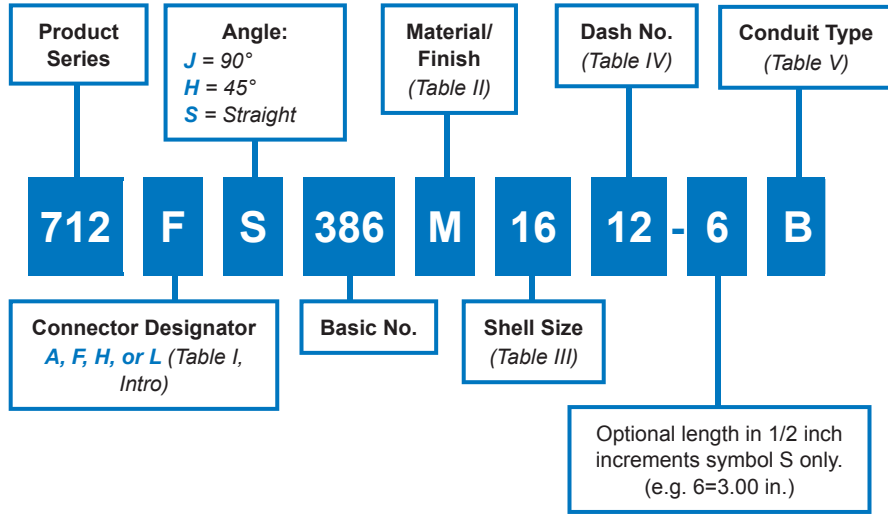 Product
Series
Angle:
J = 90°
H = 45°
S = Straight
Material/
Finish
(Table II)
Dash No.
(Table IV)
Conduit Type
(Table V)
712 F S 386 M 16 12 - 6 B
Connector Designator
A, F, H, or L (Table I,
Intro)
Basic No.
Shell Size
(Table III)
Optional length in 1/2 inch
increments symbol S only.
(e.g. 6=3.00 in.)